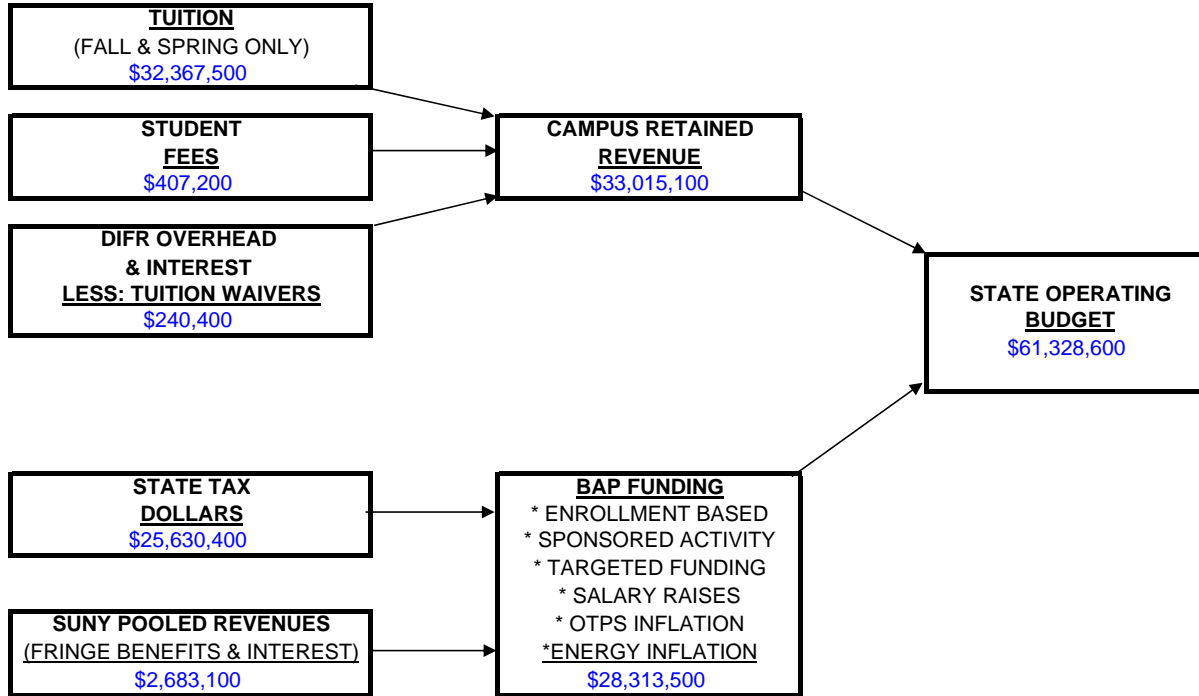 TUITION
(FALL & SPRING ONLY)
$32,367,500
STUDENT
FEES
$407,200
DIFR OVERHEAD
& INTEREST
LESS: TUITION WAIVERS
$240,400
CAMPUS RETAINED
REVENUE
$33,015,100
STATE OPERATING
BUDGET
$61,328,600
STATE TAX
DOLLARS
$25,630,400
SUNY POOLED REVENUES
(FRINGE BENEFITS & INTEREST)
$2,683,100
BAP FUNDING
* ENROLLMENT BASED
* SPONSORED ACTIVITY
* TARGETED FUNDING
* SALARY RAISES
* OTPS INFLATION
*ENERGY INFLATION
$28,313,500